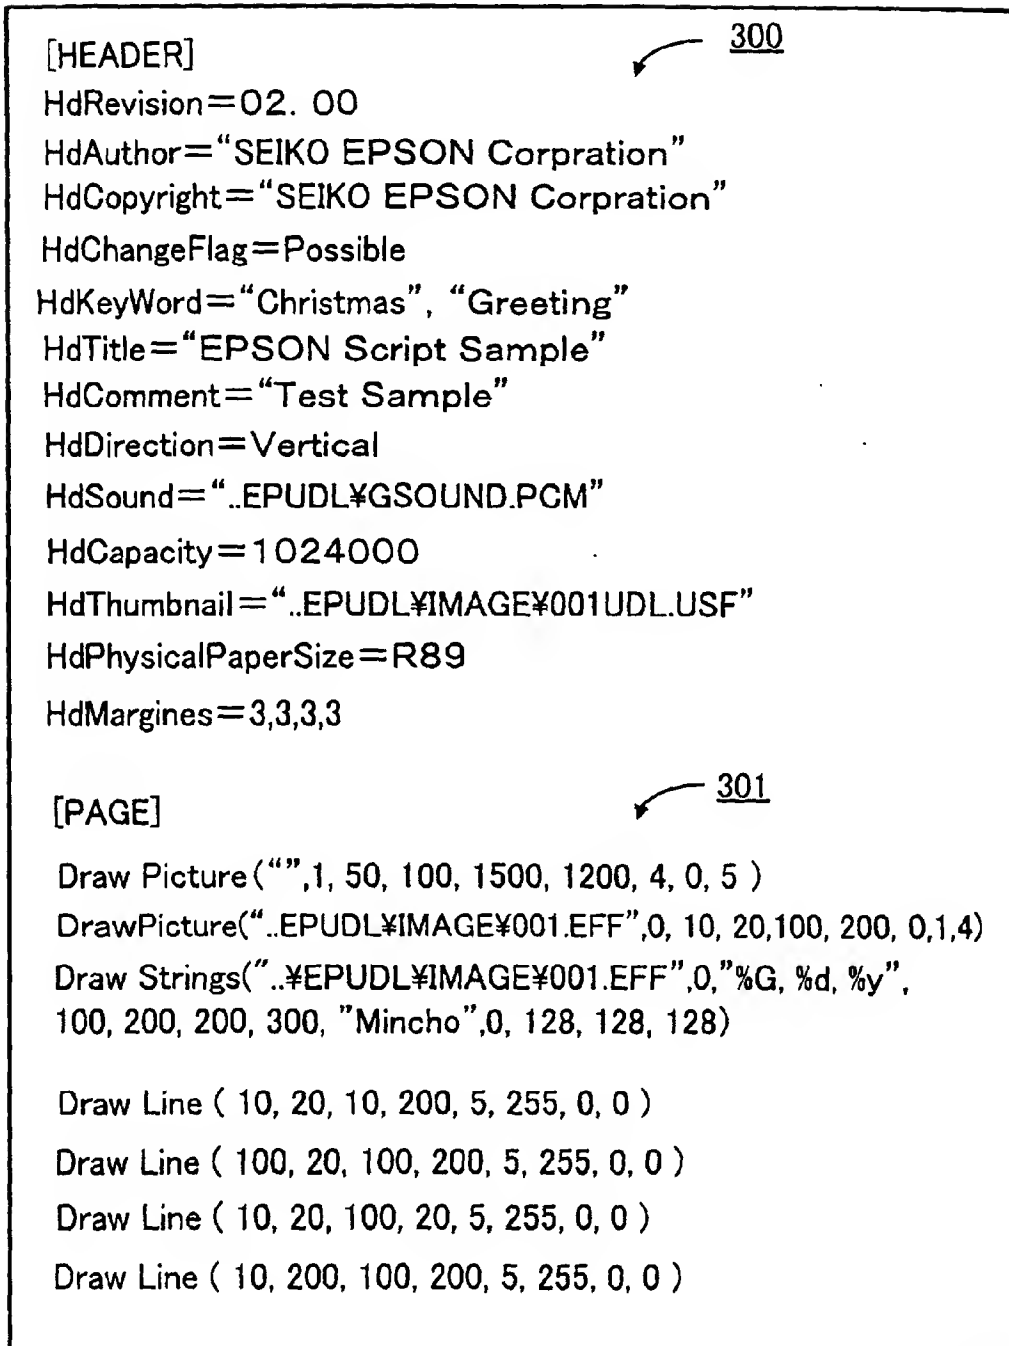 300
[HEADER]
HdRevision=02. 00
HdAuthor="SEIKO EPSON Corpration"
HdCopyright="SEIKO EPSON Corpration"
HdChangeFlag=Possible
HdKeyWord="Christmas", "Greeting"
HdTitle="EPSON Script Sample"
HdComment="Test Sample"
HdDirection=Vertical
HdSound="..EPUDL¥GSOUND.PCM"
HdCapacity=1024000
HdThumbnail="..EPUDL¥IMAGE¥001UDL.USF"
HdPhysicalPaperSize=R89
HdMargines=3,3,3,3
301
[PAGE]
Draw Picture("",1, 50, 100, 1500, 1200, 4, 0, 5 )
DrawPicture("..EPUDL¥IMAGE¥001.EFF",0, 10, 20,100, 200, 0,1,4)
Draw Strings("..¥EPUDL¥IMAGE¥001.EFF",0,"%G, %d, %y",
100, 200, 200, 300, "Mincho",0, 128, 128, 128)
Draw Line ( 10, 20, 10, 200, 5, 255, 0, 0 )
Draw Line ( 100, 20, 100, 200, 5, 255, 0, 0 )
Draw Line ( 10, 20, 100, 20, 5, 255, 0, 0 )
Draw Line ( 10, 200, 100, 200, 5, 255, 0, 0 )